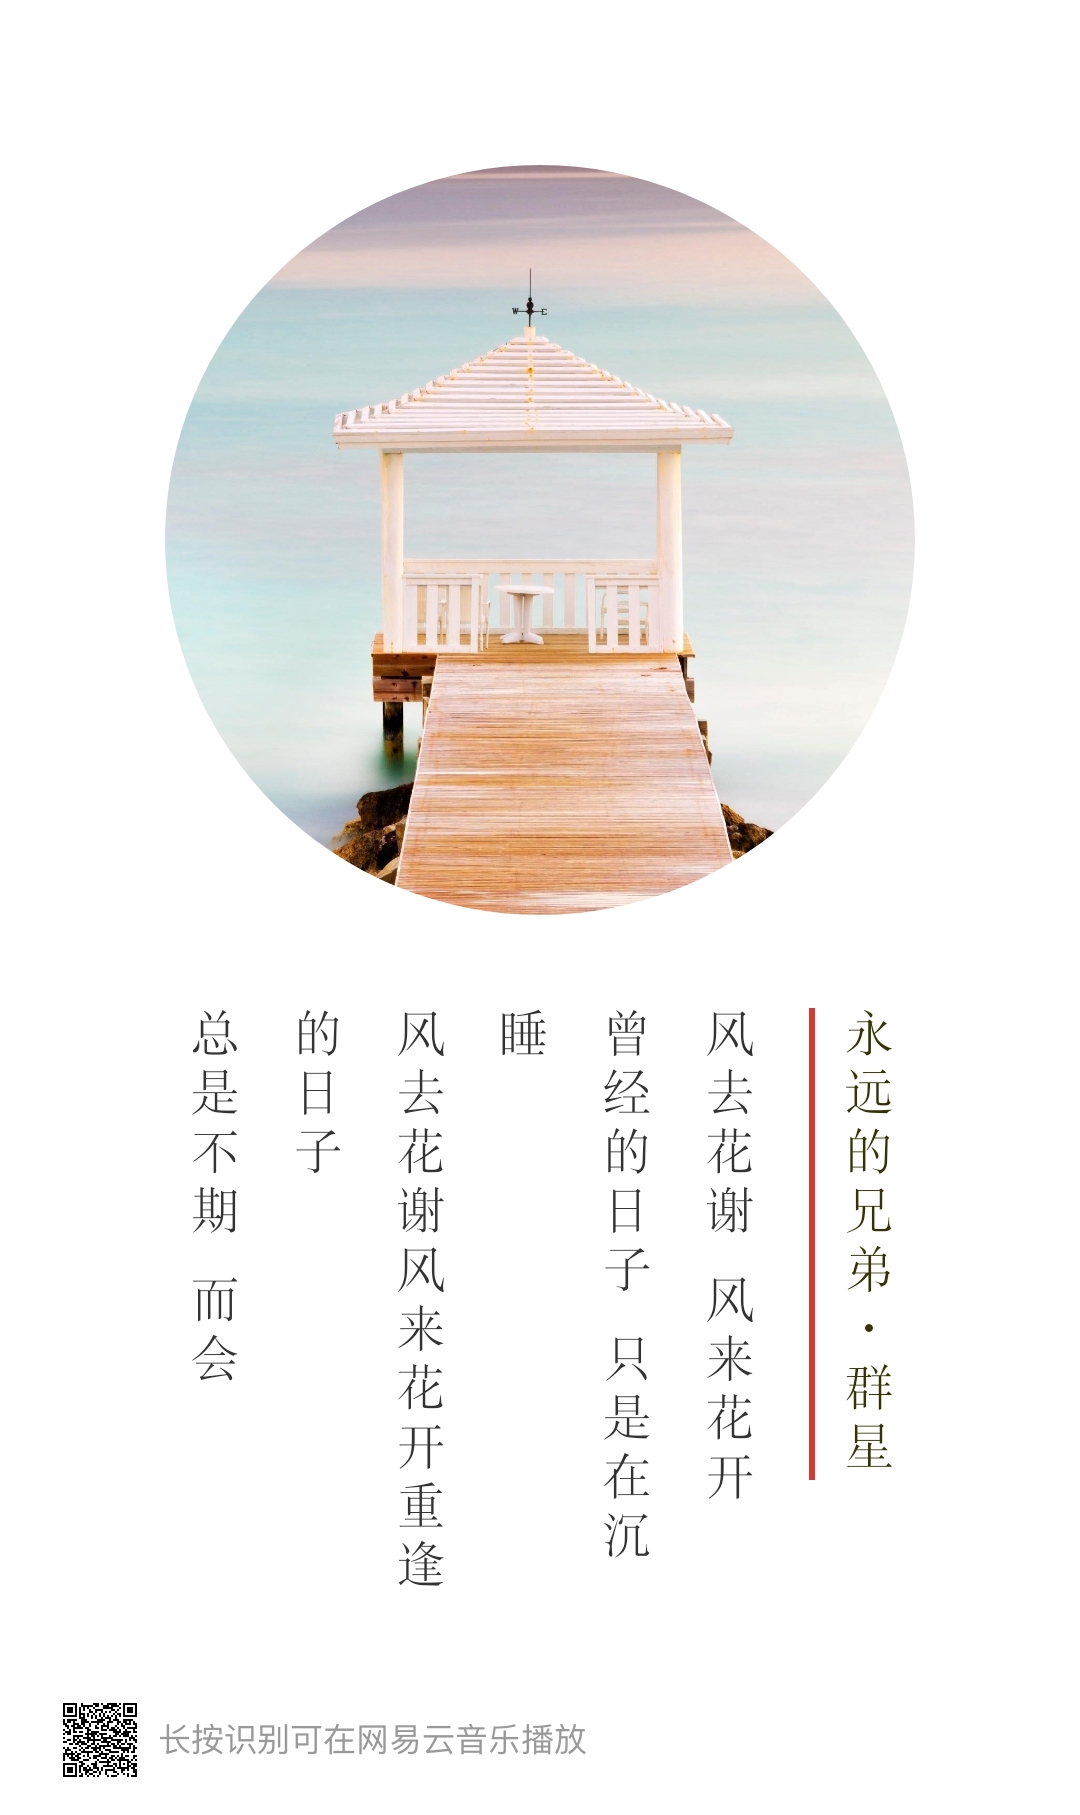 W E
永远的兄弟·群星
风去花谢 风来花开
曾经的日子 只是在沉
睡
风去花谢风来花开重逢
的日子
总是不期 而会
长按识别可在网易云音乐播放